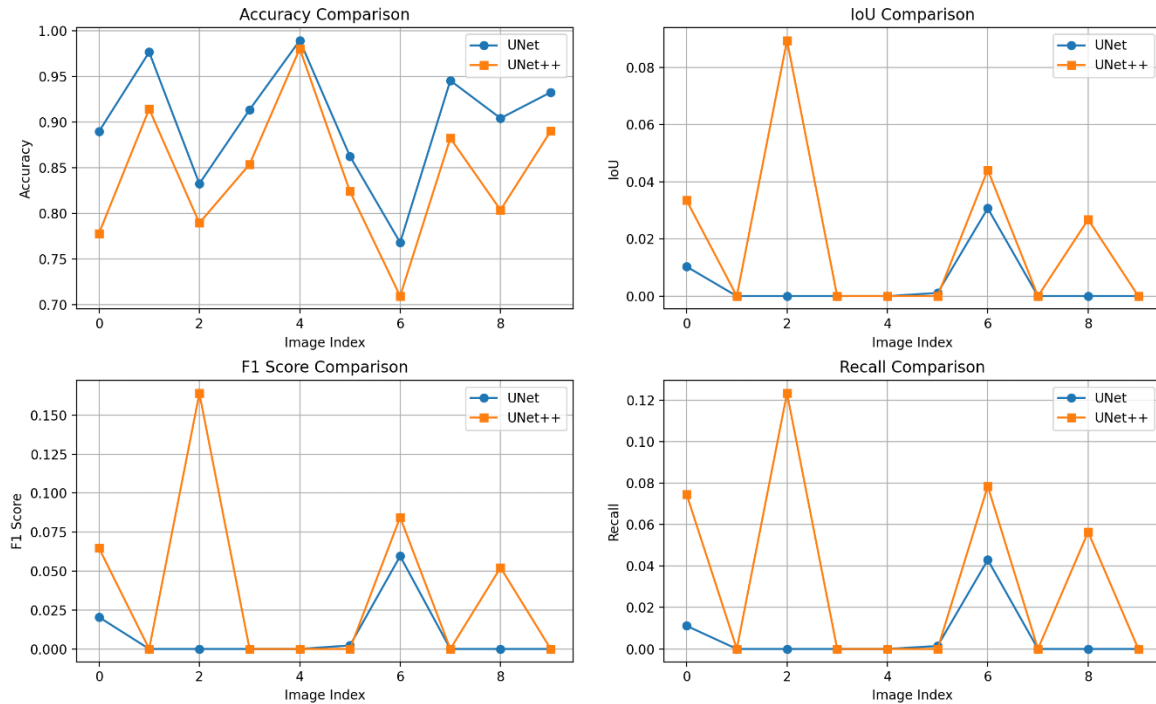 Accuracy Comparison
UNet
UNet++
1.00
0.95
0.90
0.85
0.80
0.75
0.70
Accuracy
0 2 4 6 8
Image Index
IoU Comparison
UNet
UNet++
0.08
0.06
0.04
0.02
0.00
IoU
0 2 4 6 8
Image Index
F1 Score Comparison
UNet
UNet++
0.150
0.125
0.100
0.075
0.050
0.025
0.000
F1 Score
0 2 4 6 8
Image Index
Recall Comparison
UNet
UNet++
0.12
0.10
0.08
0.06
0.04
0.02
0.00
Recall
0 2 4 6 8
Image Index